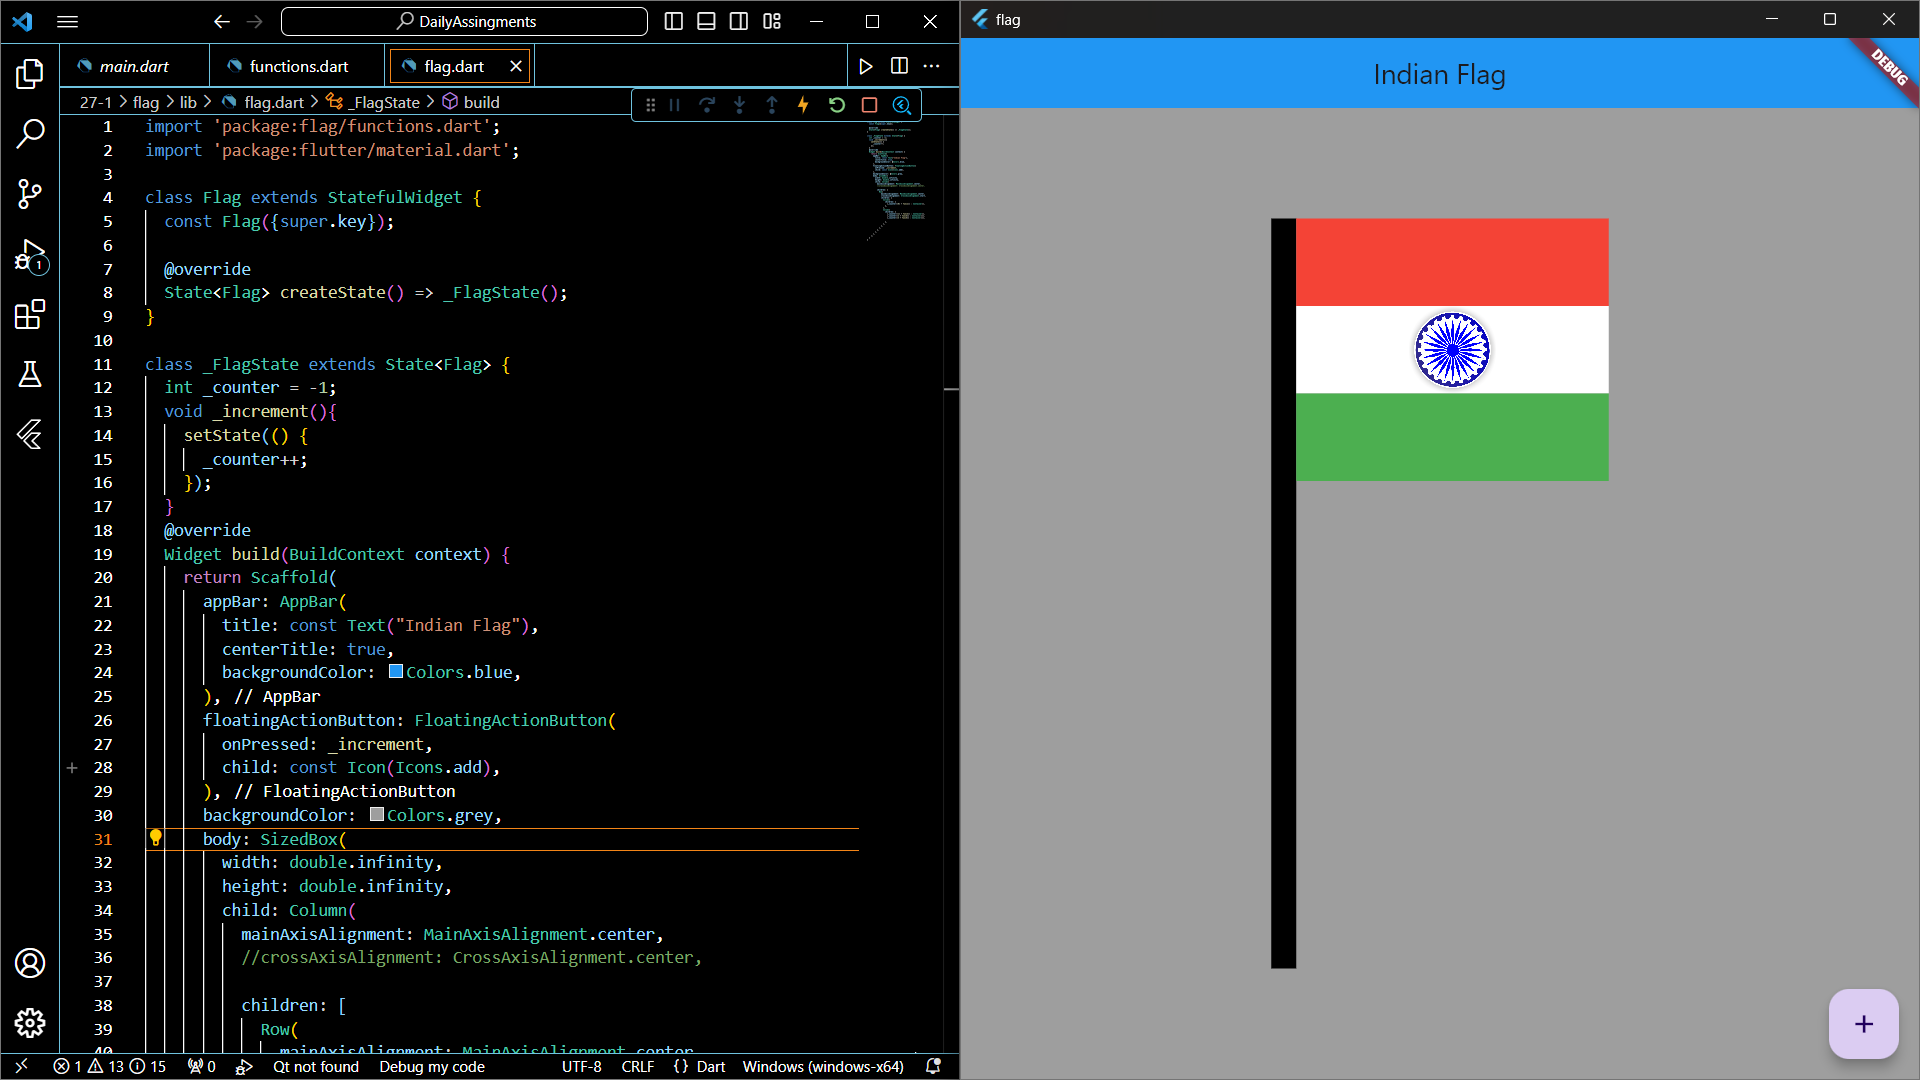 DailyAssingments
main.dart
functions.dart
flag.dart
27-1 > flag > lib > flag.dart > _FlagState > build
1 import 'package:flag/functions.dart';
2 import 'package:flutter/material.dart';
3
4 class Flag extends StatefulWidget {
5 const Flag({super.key});
6
7 @override
8 State<Flag> createState() => _FlagState();
9 }
10
11 class _FlagState extends State<Flag> {
12 int _counter = -1;
13 void _increment(){
14 setState(() {
15 _counter++;
16 });
17 }
18 @override
19 Widget build(BuildContext context) {
20 return Scaffold(
21 appBar: AppBar(
22 title: const Text("Indian Flag"),
23 centerTitle: true,
24 backgroundColor: Colors.blue,
25 ), // AppBar
26 floatingActionButton: FloatingActionButton(
27 onPressed: _increment,
28 child: const Icon(Icons.add),
29 ), // FloatingActionButton
30 backgroundColor: Colors.grey,
31 body: SizedBox(
32 width: double.infinity,
33 height: double.infinity,
34 child: Column(
35 mainAxisAlignment: MainAxisAlignment.center,
36 //crossAxisAlignment: CrossAxisAlignment.center,
37
38 children: [
39 Row(
40 mainAxisAlignment: MainAxisAlignment.center
1
1 13 15 0 Qt not found Debug my code UTF-8 CRLF {} Dart Windows (windows-x64)
flag
Indian Flag
DEBUG
+